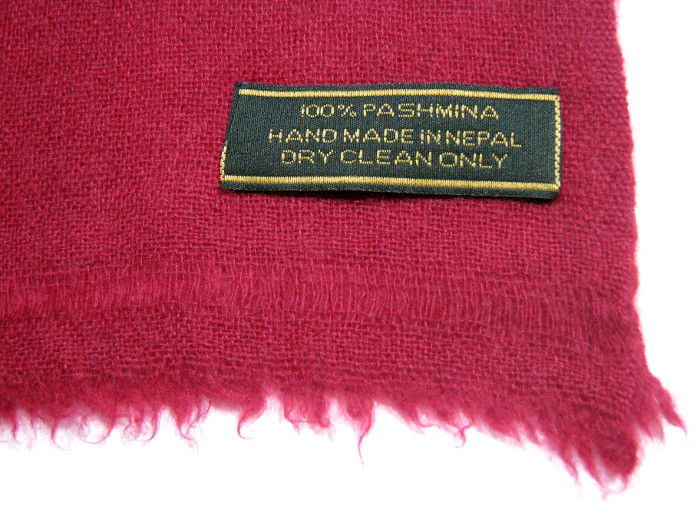 100% PASHMINA
HAND MADE IN NEPAL
DRY CLEAN ONLY